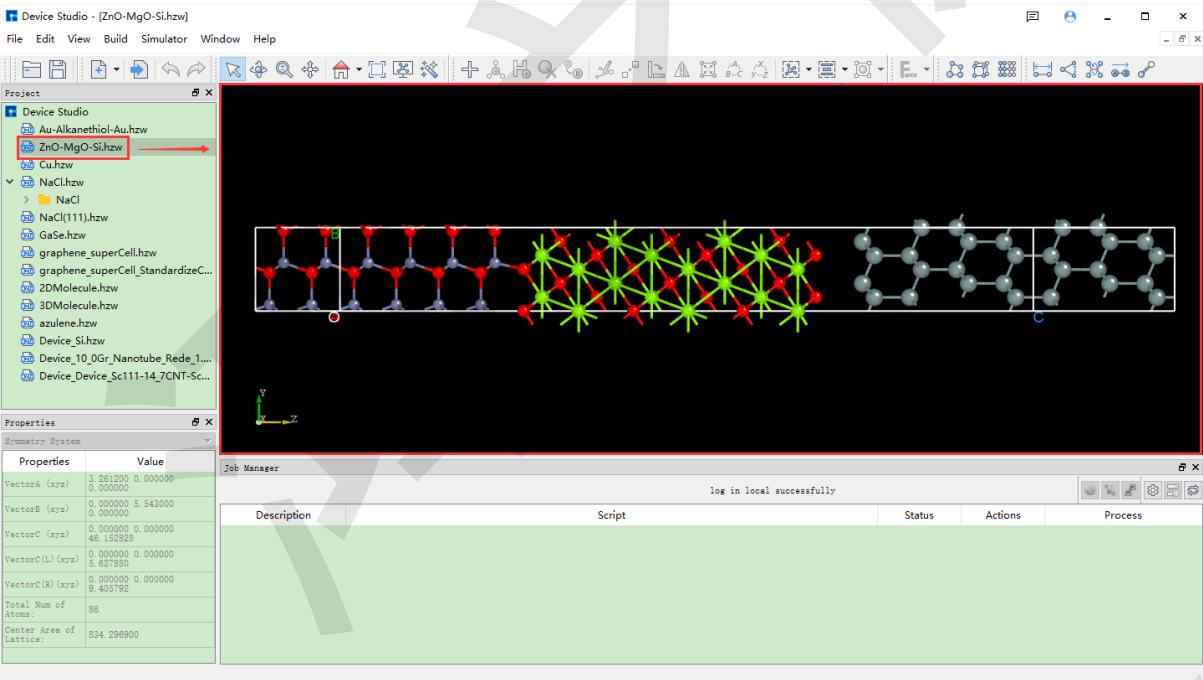 Device Studio - [ZnO-MgO-Si.hzw]
File Edit View Build Simulator Window Help
Project
Device Studio
Au-Alkanethiol-Au.hzw
ZnO-MgO-Si.hzw
Cu.hzw
NaCl.hzw
NaCl
NaCl(111).hzw
GaSe.hzw
graphene_superCell.hzw
graphene_superCell_StandardizeC...
2DMolecule.hzw
3DMolecule.hzw
azulene.hzw
Device_Si.hzw
Device_10_0Gr_Nanotube_Rede_1....
Device_Device_Sc111-14_7CNT-Sc...
B
O
C
Y
X Z
Properties
Symmetry System
Properties Value
VectorA (xyz) 3.261200 0.000000
0.000000
VectorB (xyz) 0.000000 5.543000
0.000000
VectorC (xyz) 0.000000 0.000000
46.152828
VectorC(L)(xyz) 0.000000 0.000000
5.627880
VectorC(R)(xyz) 0.000000 0.000000
9.405792
Total Num of
Atoms: 86
Center Area of
Lattice: 834.296900
Job Manager
log in local successfully
Description Script Status Actions Process